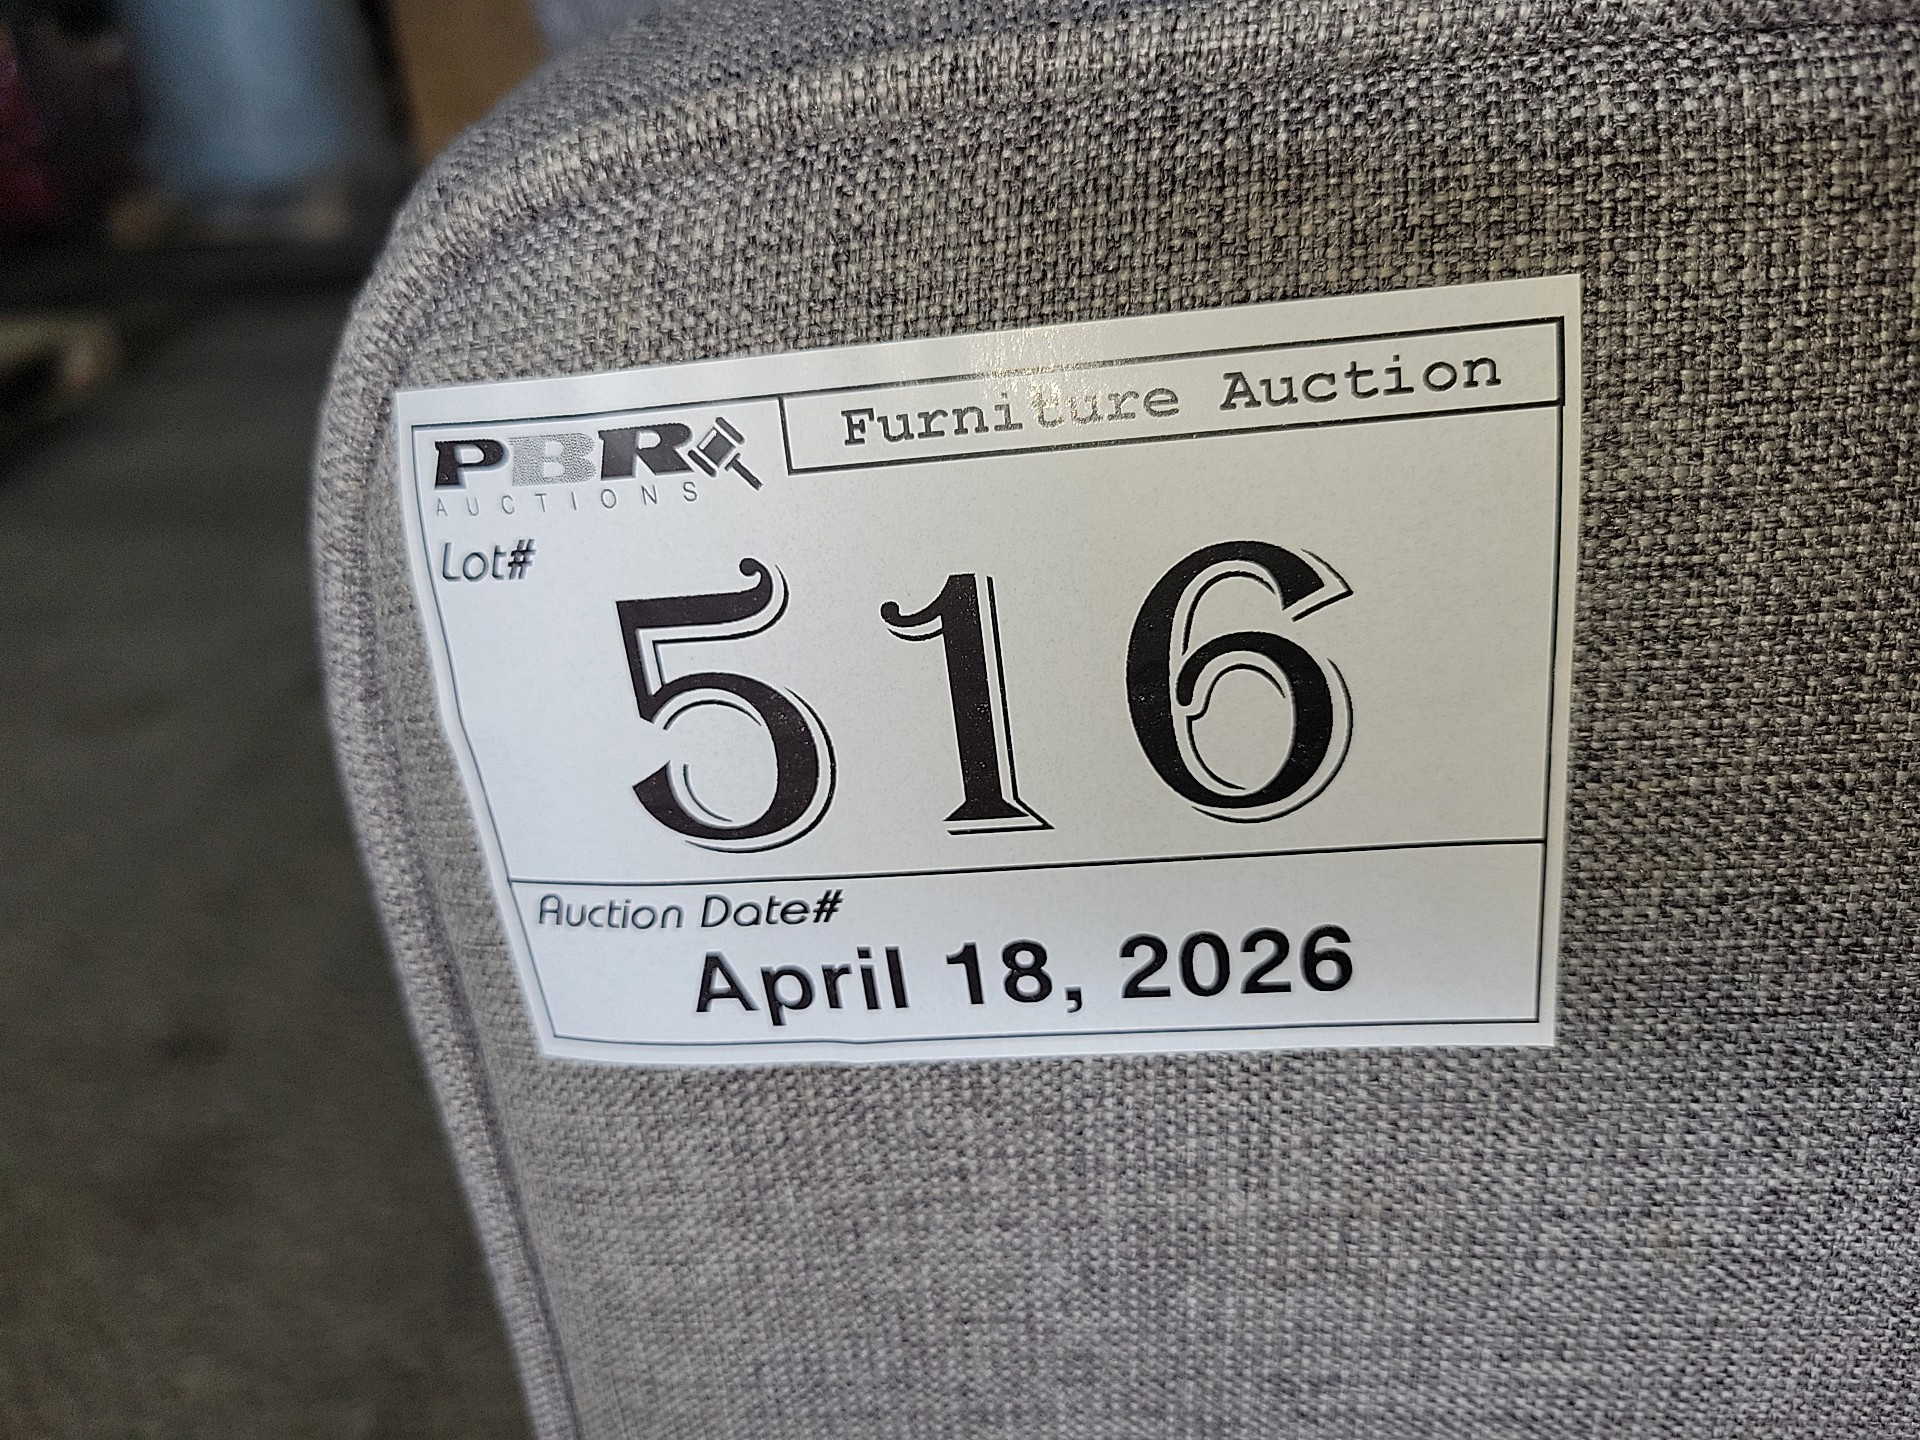 PBR
AUCTIONS
Furniture Auction
Lot#
516
Auction Date#
April 18, 2026